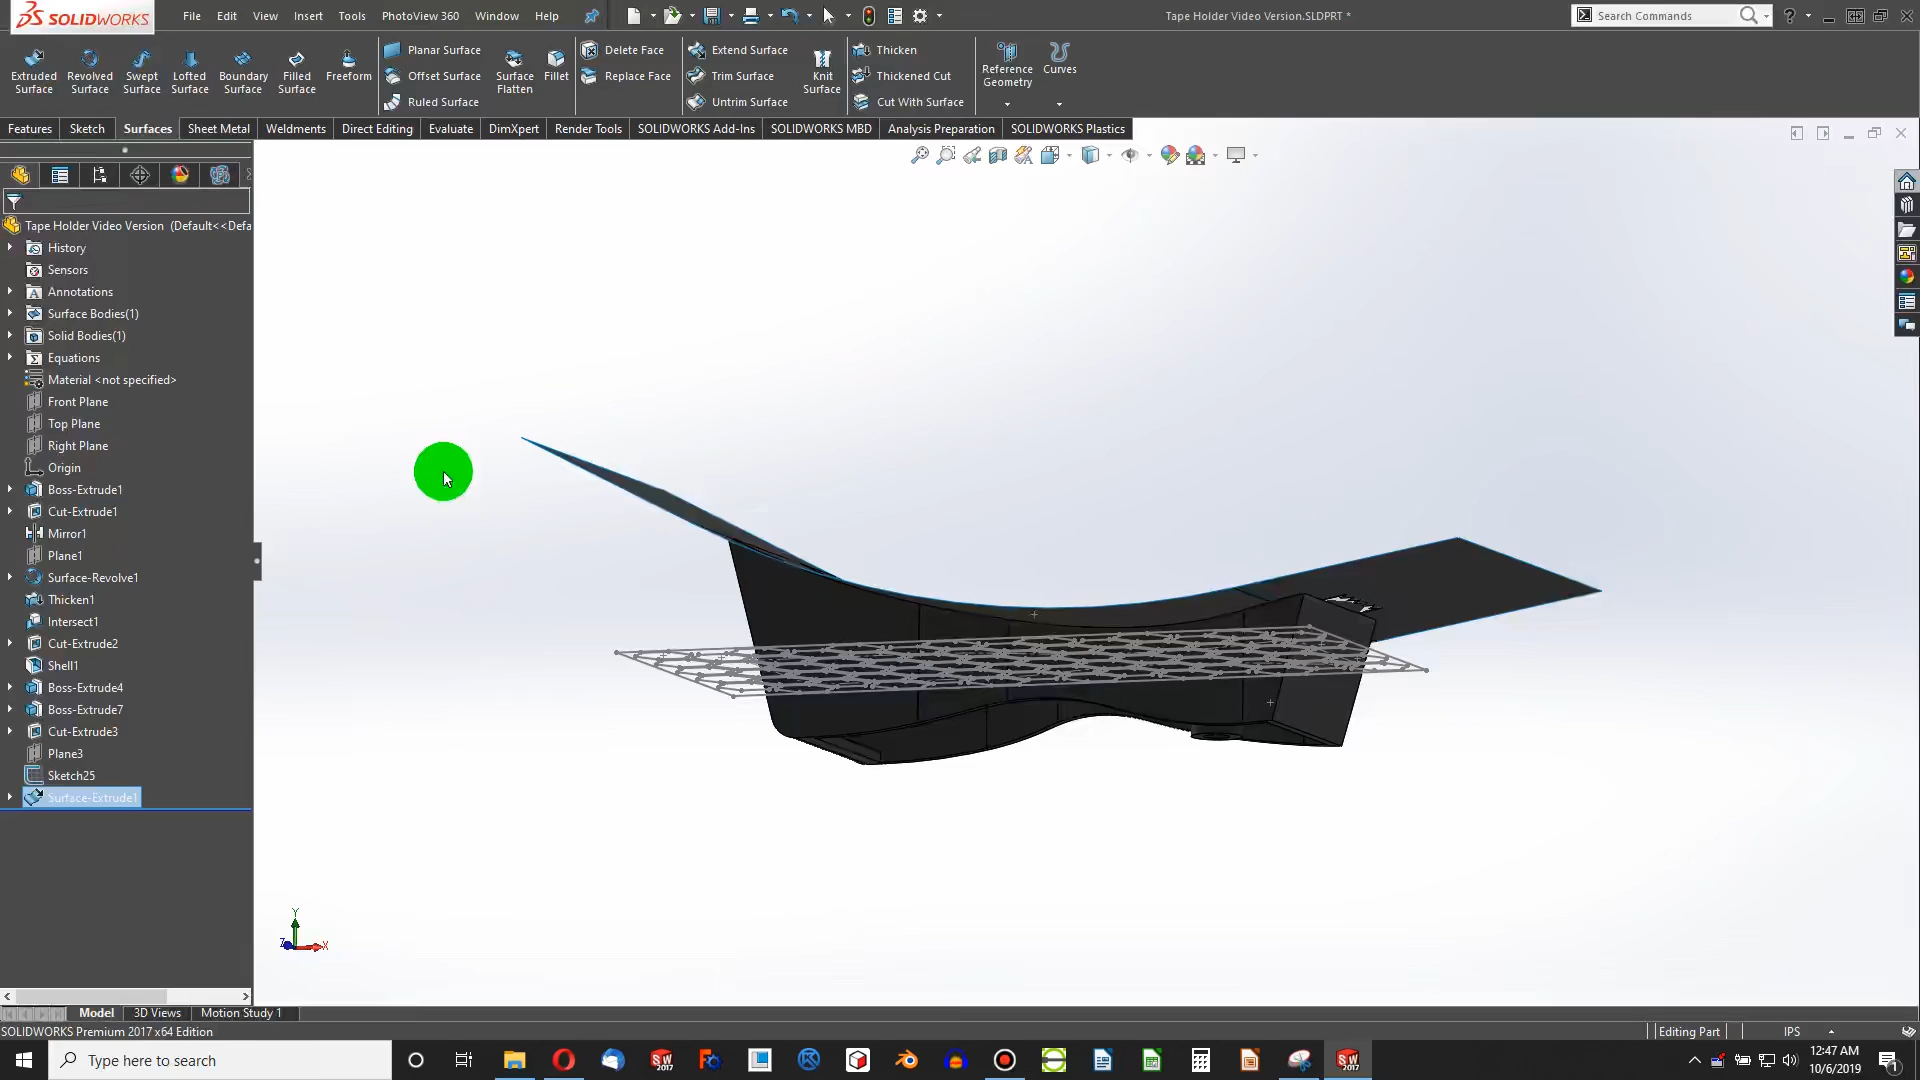 SOLIDWORKS File Edit View Insert Tools PhotoView 360 Window Help Tape Holder Video Version.SLDPRT * Search Commands
Extruded Surface Revolved Surface Swept Surface Lofted Surface Boundary Surface Filled Surface Freeform
Planar Surface
Offset Surface
Ruled Surface
Surface Flatten Fillet
Delete Face
Replace Face
Extend Surface
Trim Surface
Untrim Surface
Knit Surface
Thicken
Thickened Cut
Cut With Surface
Reference Geometry Curves
Features Sketch Surfaces Sheet Metal Weldments Direct Editing Evaluate DimXpert Render Tools SOLIDWORKS Add-Ins SOLIDWORKS MBD Analysis Preparation SOLIDWORKS Plastics
Tape Holder Video Version (Default<<Defa
History
Sensors
Annotations
Surface Bodies(1)
Solid Bodies(1)
Equations
Material <not specified>
Front Plane
Top Plane
Right Plane
Origin
Boss-Extrude1
Cut-Extrude1
Mirror1
Plane1
Surface-Revolve1
Thicken1
Intersect1
Cut-Extrude2
Shell1
Boss-Extrude4
Boss-Extrude7
Cut-Extrude3
Plane3
Sketch25
Surface-Extrude1
Y
Z X
Model 3D Views Motion Study 1
SOLIDWORKS Premium 2017 x64 Edition Editing Part IPS
Type here to search
12:47 AM
10/6/2019